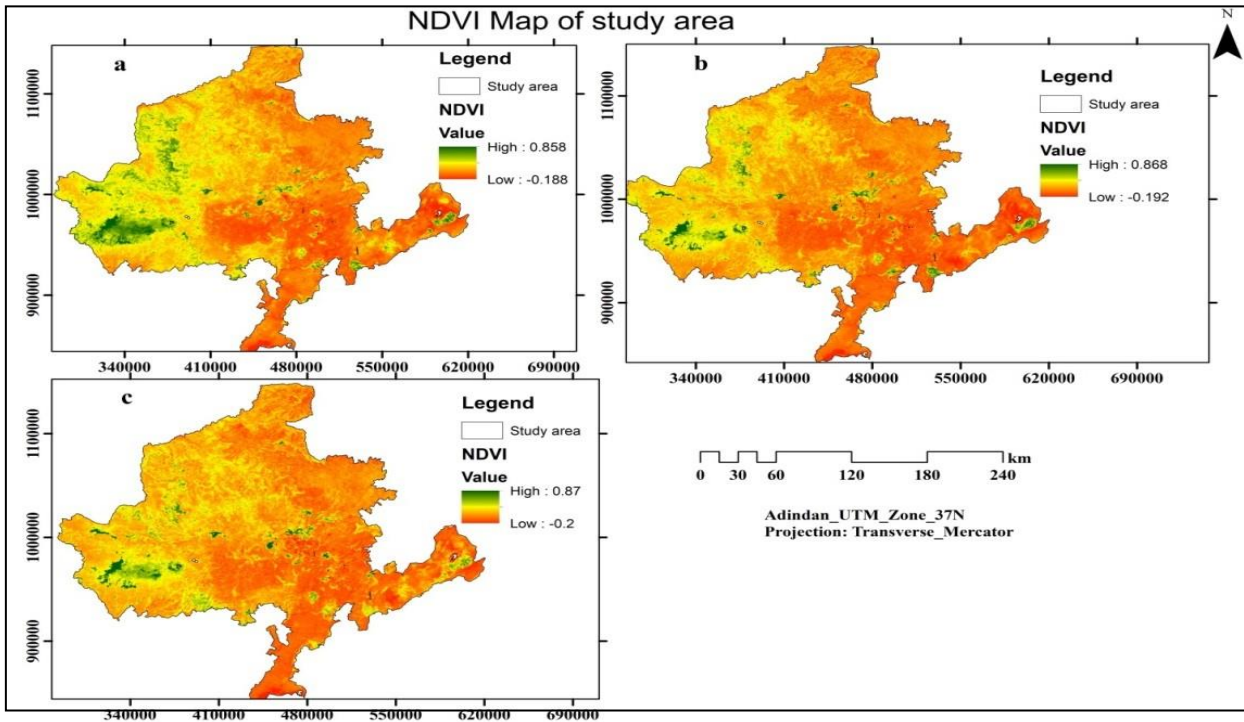 NDVI Map of study area
N
a
Legend
Study area
NDVI
Value
High : 0.858
Low : -0.188
1100000
1000000
900000
340000 410000 480000 550000 620000 690000
b
Legend
Study area
NDVI
Value
High : 0.868
Low : -0.192
1100000
1000000
900000
340000 410000 480000 550000 620000 690000
c
Legend
Study area
NDVI
Value
High : 0.87
Low : -0.2
1100000
1000000
900000
340000 410000 480000 550000 620000 690000
km
0 30 60 120 180 240
Adindan_UTM_Zone_37N
Projection: Transverse_Mercator